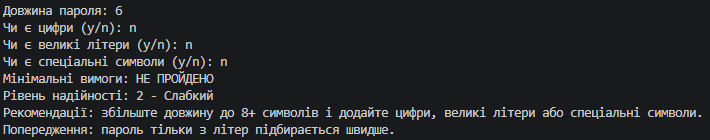 Довжина пароля: 6
Чи є цифри (y/n): n
Чи є великі літери (y/n): n
Чи є спеціальні символи (y/n): n
Мінімальні вимоги: НЕ ПРОЙДЕНО
Рівень надійності: 2 - Слабкий
Рекомендації: збільште довжину до 8+ символів і додайте цифри, великі літери або спеціальні символи.
Попередження: пароль тільки з літер підбирається швидше.